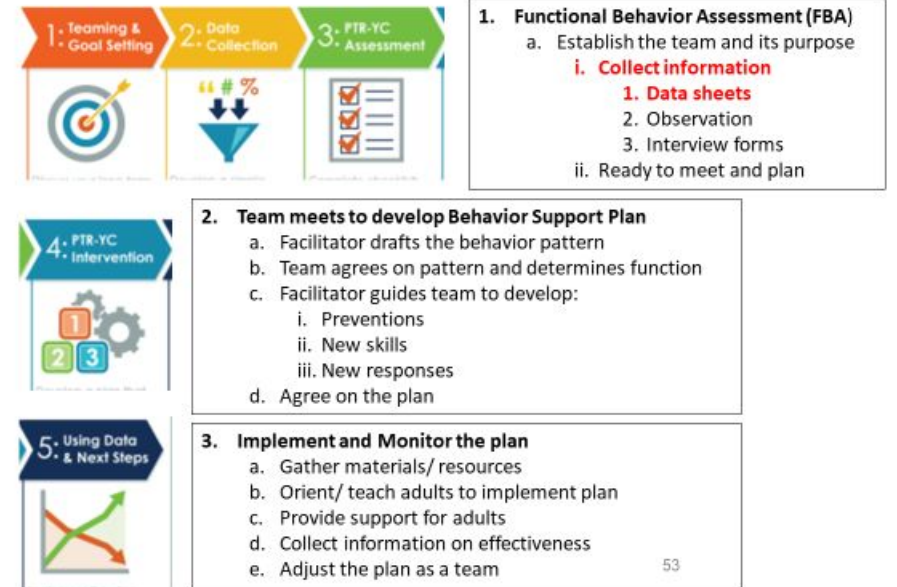 1. Teaming &
Goal Setting
2. Data
Collection
3. PTR-YC
Assessment
“ # %
1. Functional Behavior Assessment (FBA)
a. Establish the team and its purpose
i. Collect information
1. Data sheets
2. Observation
3. Interview forms
ii. Ready to meet and plan
4. PTR-YC
Intervention
1
2 3
2. Team meets to develop Behavior Support Plan
a. Facilitator drafts the behavior pattern
b. Team agrees on pattern and determines function
c. Facilitator guides team to develop:
i. Preventions
ii. New skills
iii. New responses
d. Agree on the plan
5. Using Data
& Next Steps
3. Implement and Monitor the plan
a. Gather materials/ resources
b. Orient/ teach adults to implement plan
c. Provide support for adults
d. Collect information on effectiveness
e. Adjust the plan as a team
53